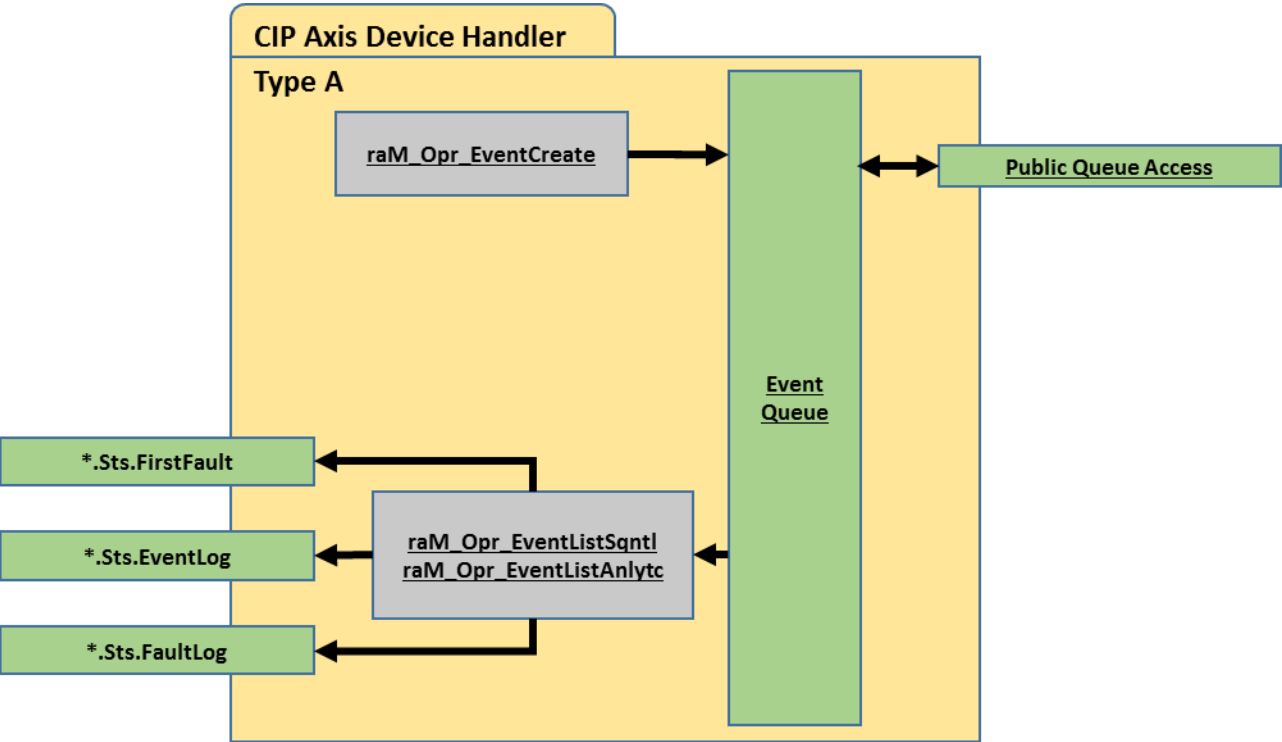 CIP Axis Device Handler
Type A
raM_Opr_EventCreate
Public Queue Access
Event
Queue
*.Sts.FirstFault
raM_Opr_EventListSqntl
raM_Opr_EventListAnlytc
*.Sts.EventLog
*.Sts.FaultLog